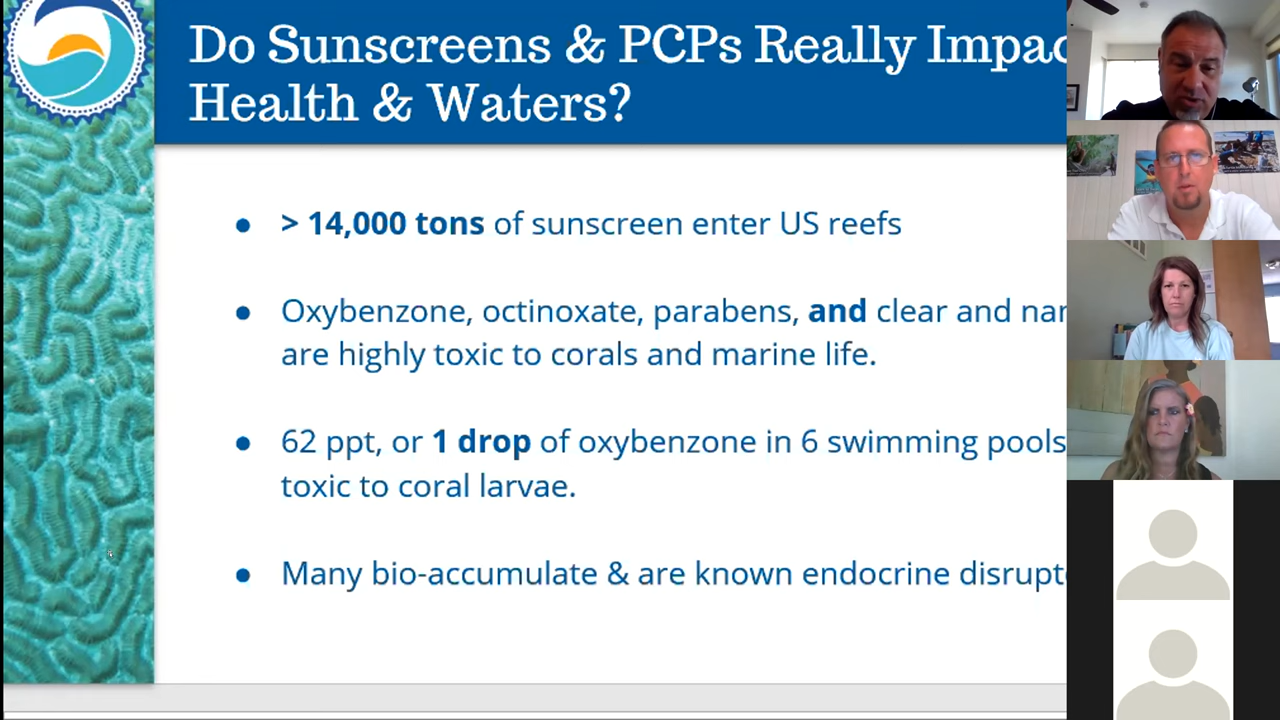 Do Sunscreens & PCPs Really Impac
Health & Waters?
> 14,000 tons of sunscreen enter US reefs
Oxybenzone, octinoxate, parabens, and clear and nan
are highly toxic to corals and marine life.
62 ppt, or 1 drop of oxybenzone in 6 swimming pools
toxic to coral larvae.
Many bio-accumulate & are known endocrine disrupt